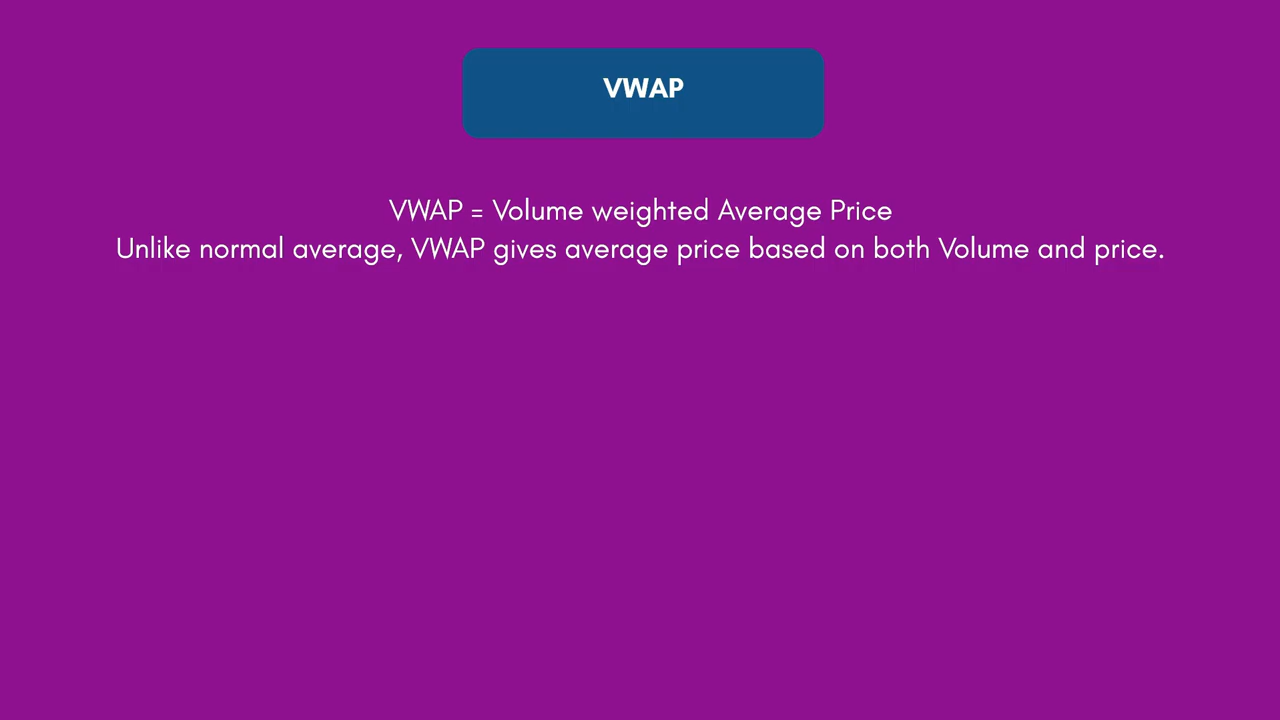 VWAP
VWAP = Volume weighted Average Price
Unlike normal average, VWAP gives average price based on both Volume and price.